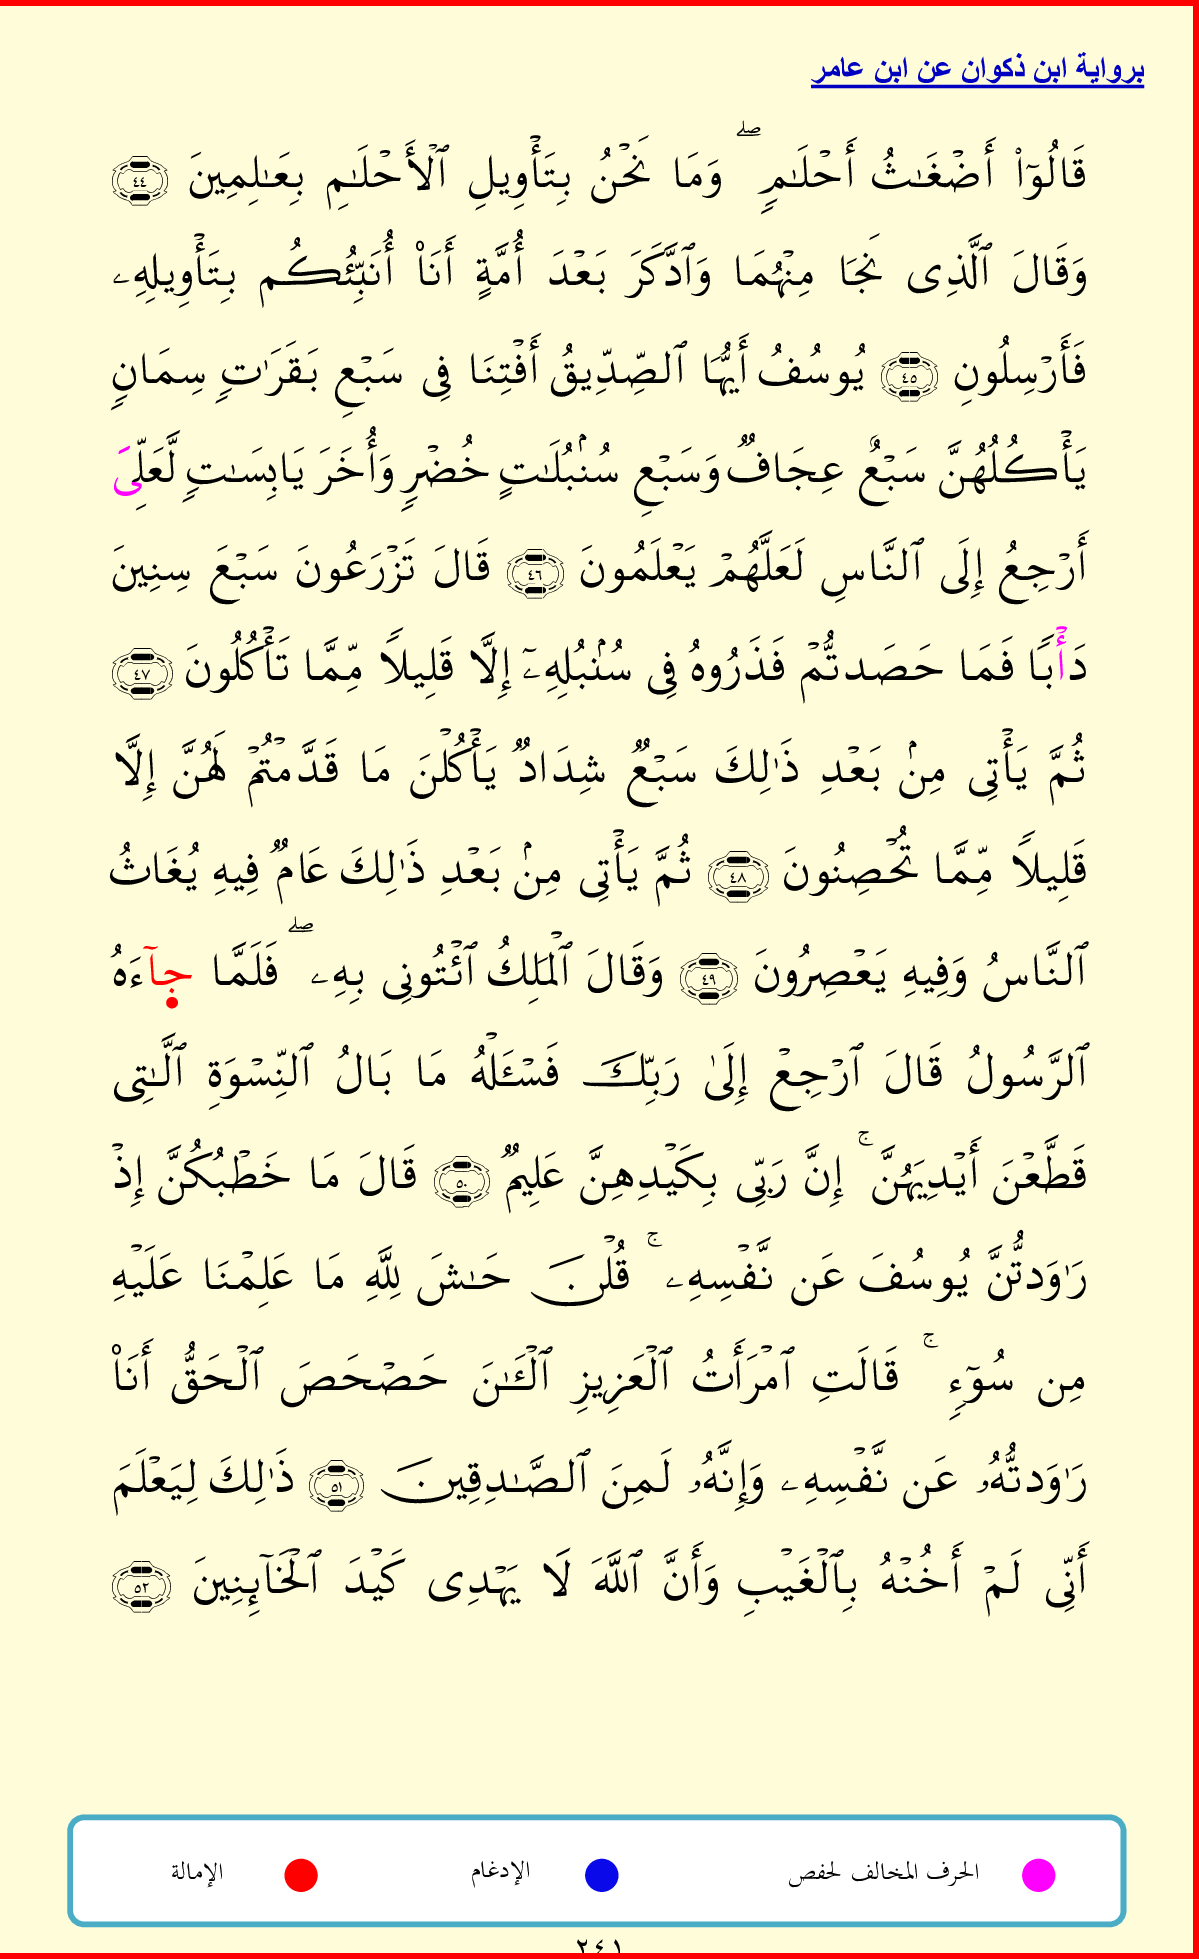 برواية ابن ذكوان عن ابن عامر
قَالُوٓا۟ أَضْغَـٰثُ أَحْلَـٰمٍ ۖ وَمَا نَحْنُ بِتَأْوِيلِ ٱلْأَحْلَـٰمِ بِعَـٰلِمِينَ ٤٤
وَقَالَ ٱلَّذِى نَجَا مِنْهُمَا وَٱدَّكَرَ بَعْدَ أُمَّةٍ أَنَا۠ أُنَبِّئُكُم بِتَأْوِيلِهِۦ
فَأَرْسِلُونِ ٤٥ يُوسُفُ أَيُّهَا ٱلصِّدِّيقُ أَفْتِنَا فِى سَبْعِ بَقَرَٰتٍ سِمَانٍ
يَأْكُلُهُنَّ سَبْعٌ عِجَافٌ وَسَبْعِ سُنۢبُلَـٰتٍ خُضْرٍ وَأُخَرَ يَابِسَـٰتٍ لَّعَلِّىَ
أَرْجِعُ إِلَى ٱلنَّاسِ لَعَلَّهُمْ يَعْلَمُونَ ٤٦ قَالَ تَزْرَعُونَ سَبْعَ سِنِينَ
دَأْبًا فَمَا حَصَدتُّمْ فَذَرُوهُ فِى سُنۢبُلِهِۦٓ إِلَّا قَلِيلًا مِّمَّا تَأْكُلُونَ ٤٧
ثُمَّ يَأْتِى مِنۢ بَعْدِ ذَٰلِكَ سَبْعٌ شِدَادٌ يَأْكُلْنَ مَا قَدَّمْتُمْ لَهُنَّ إِلَّا
قَلِيلًا مِّمَّا تُحْصِنُونَ ٤٨ ثُمَّ يَأْتِى مِنۢ بَعْدِ ذَٰلِكَ عَامٌ فِيهِ يُغَاثُ
ٱلنَّاسُ وَفِيهِ يَعْصِرُونَ ٤٩ وَقَالَ ٱلْمَلِكُ ٱئْتُونِى بِهِۦ ۖ فَلَمَّا جَآءَهُ
ٱلرَّسُولُ قَالَ ٱرْجِعْ إِلَىٰ رَبِّكَ فَسْـَٔلْهُ مَا بَالُ ٱلنِّسْوَةِ ٱلَّـٰتِى
قَطَّعْنَ أَيْدِيَهُنَّ ۚ إِنَّ رَبِّى بِكَيْدِهِنَّ عَلِيمٌ ٥٠ قَالَ مَا خَطْبُكُنَّ إِذْ
رَٰوَدتُّنَّ يُوسُفَ عَن نَّفْسِهِۦ ۚ قُلْنَ حَـٰشَ لِلَّهِ مَا عَلِمْنَا عَلَيْهِ
مِن سُوٓءٍ ۚ قَالَتِ ٱمْرَأَتُ ٱلْعَزِيزِ ٱلْـَٔـٰنَ حَصْحَصَ ٱلْحَقُّ أَنَا۠
رَٰوَدتُّهُۥ عَن نَّفْسِهِۦ وَإِنَّهُۥ لَمِنَ ٱلصَّـٰدِقِينَ ٥١ ذَٰلِكَ لِيَعْلَمَ
أَنِّى لَمْ أَخُنْهُ بِٱلْغَيْبِ وَأَنَّ ٱللَّهَ لَا يَهْدِى كَيْدَ ٱلْخَآئِنِينَ ٥٢
الحرف المخالف لحفص الإدغام الإمالة
٢٤١